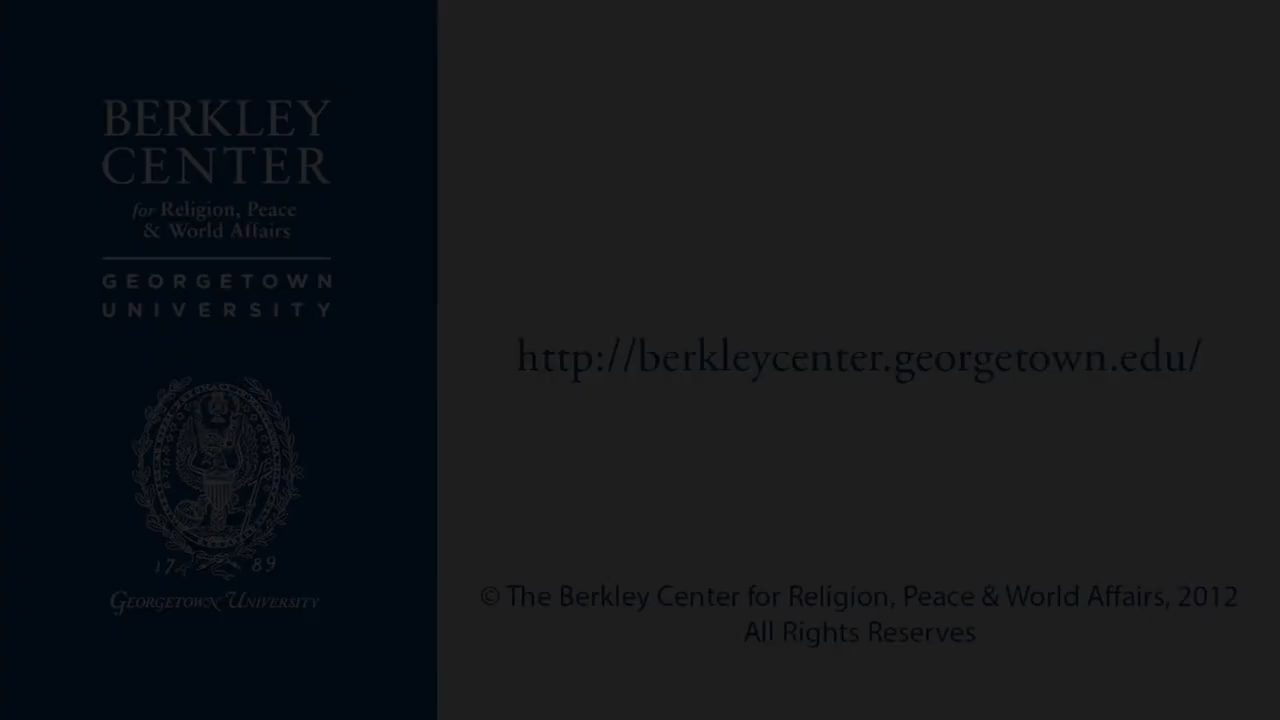 BERKLEY
CENTER
for Religion, Peace
& World Affairs
GEORGETOWN
UNIVERSITY
17 89
GEORGETOWN UNIVERSITY
http://berkleycenter.georgetown.edu/
© The Berkley Center for Religion, Peace & World Affairs, 2012
All Rights Reserves